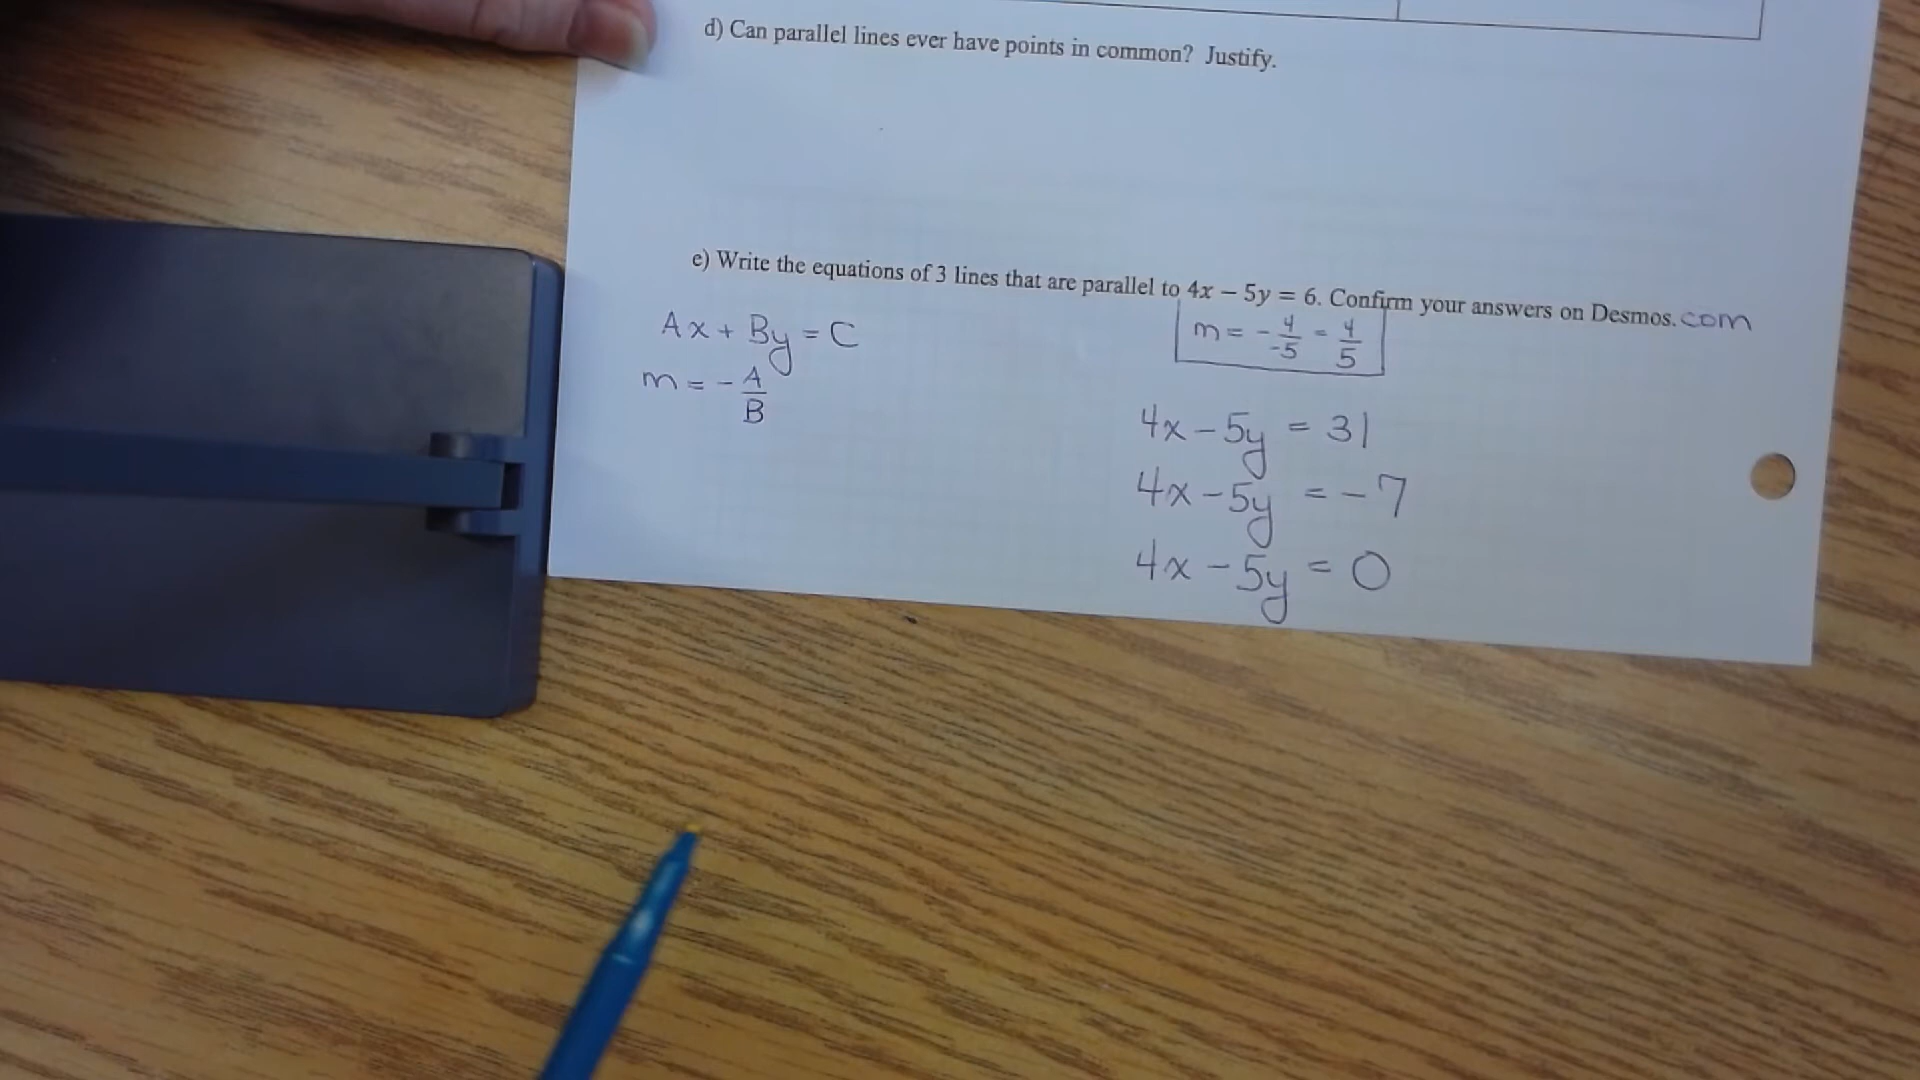 d) Can parallel lines ever have points in common? Justify.
e) Write the equations of 3 lines that are parallel to 4x – 5y = 6. Confirm your answers on Desmos.com
Ax + By = C
m = - A/B
m = - 4/-5 = 4/5
4x - 5y = 31
4x - 5y = -7
4x - 5y = 0